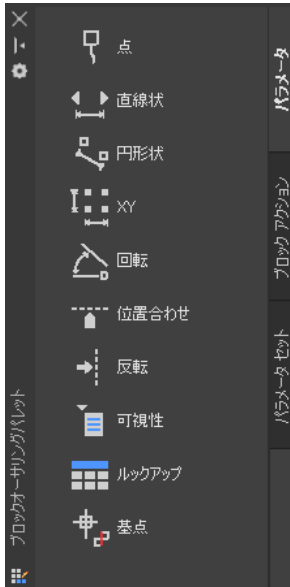 点
直線状
円形状
XY
回転
位置合わせ
反転
可視性
ルックアップ
基点
パラメータ
ブロック アクション
パラメータ セット
ブロックオーサリングパレット